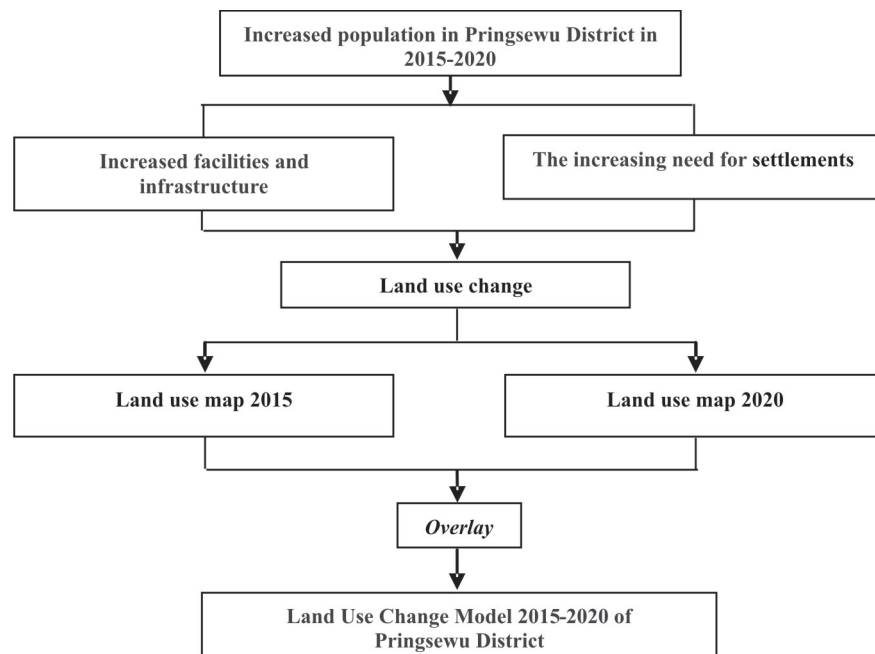 Increased population in Pringsewu District in
2015-2020
Increased facilities and
infrastructure
The increasing need for settlements
Land use change
Land use map 2015
Land use map 2020
Overlay
Land Use Change Model 2015-2020 of
Pringsewu District